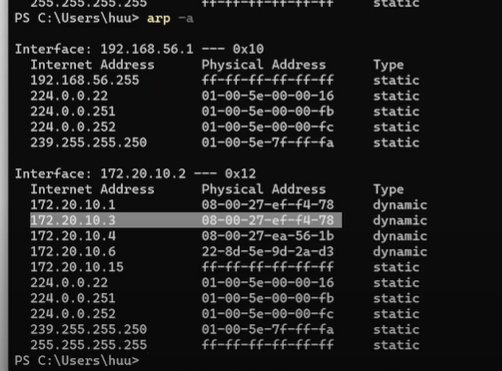 255.255.255.255 ff-ff-ff-ff-ff-ff static
PS C:\Users\huu> arp -a
Interface: 192.168.56.1 --- 0x10
Internet Address Physical Address Type
192.168.56.255 ff-ff-ff-ff-ff-ff static
224.0.0.22 01-00-5e-00-00-16 static
224.0.0.251 01-00-5e-00-00-fb static
224.0.0.252 01-00-5e-00-00-fc static
239.255.255.250 01-00-5e-7f-ff-fa static
Interface: 172.20.10.2 --- 0x12
Internet Address Physical Address Type
172.20.10.1 08-00-27-ef-f4-78 dynamic
172.20.10.3 08-00-27-ef-f4-78 dynamic
172.20.10.4 08-00-27-ea-56-1b dynamic
172.20.10.6 22-8d-5e-9d-2a-d3 dynamic
172.20.10.15 ff-ff-ff-ff-ff-ff static
224.0.0.22 01-00-5e-00-00-16 static
224.0.0.251 01-00-5e-00-00-fb static
224.0.0.252 01-00-5e-00-00-fc static
239.255.255.250 01-00-5e-7f-ff-fa static
255.255.255.255 ff-ff-ff-ff-ff-ff static
PS C:\Users\huu>